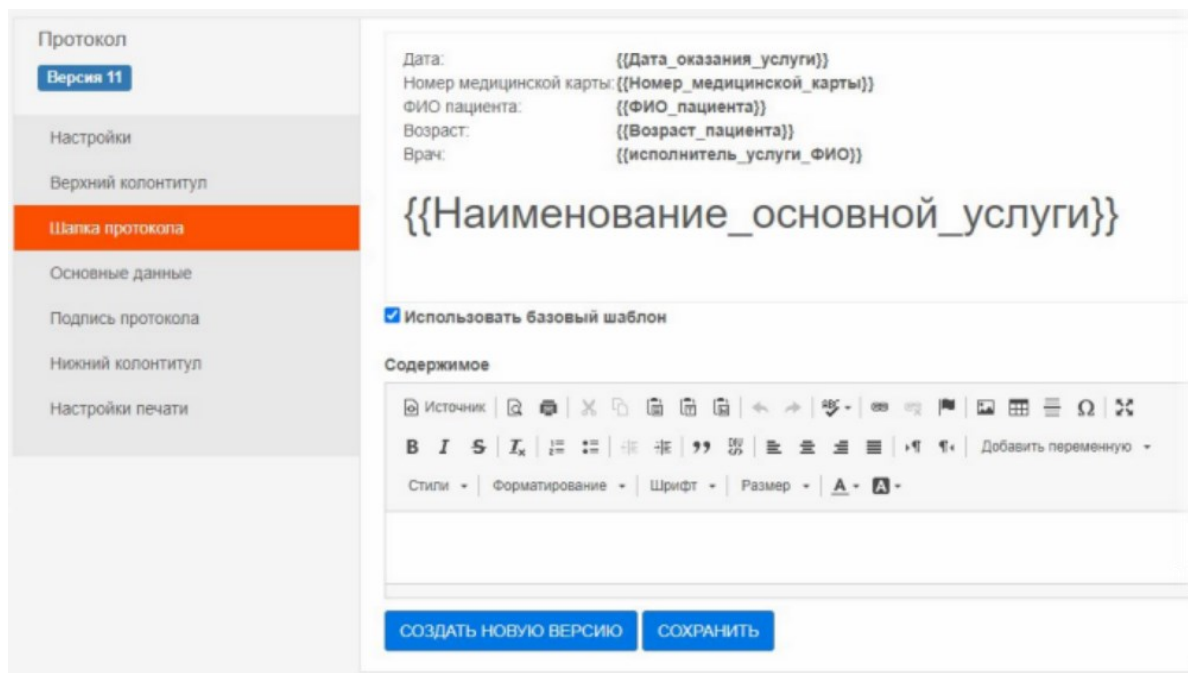 Протокол
Версия 11
Настройки
Верхний колонтитул
Шапка протокола
Основные данные
Подпись протокола
Нижний колонтитул
Настройки печати
Дата: {{Дата_оказания_услуги}}
Номер медицинской карты: {{Номер_медицинской_карты}}
ФИО пациента: {{ФИО_пациента}}
Возраст: {{Возраст_пациента}}
Врач: {{исполнитель_услуги_ФИО}}
{{Наименование_основной_услуги}}
Использовать базовый шаблон
Содержимое
Источник
Добавить переменную
Стили Форматирование Шрифт Размер
СОЗДАТЬ НОВУЮ ВЕРСИЮ СОХРАНИТЬ